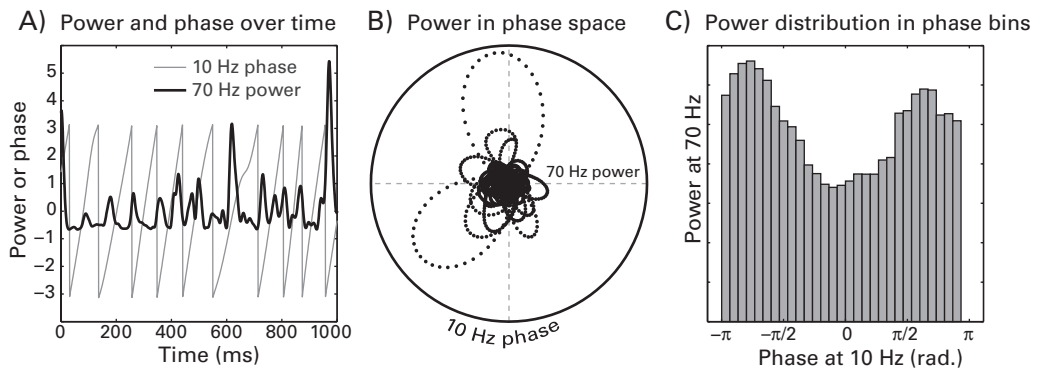 A) Power and phase over time
Power or phase
5
4
3
2
1
0
−1
−2
−3
10 Hz phase
70 Hz power
0
200
400
600
800
1000
Time (ms)
B) Power in phase space
70 Hz power
10 Hz phase
C) Power distribution in phase bins
Power at 70 Hz
−π
−π/2
0
π/2
π
Phase at 10 Hz (rad.)